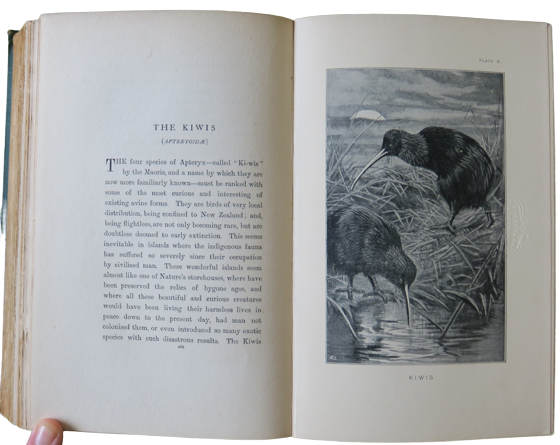 THE KIWIS
(APTERYGIDÆ)
THE four species of Apteryx—called "Ki-wis"
by the Maoris, and a name by which they are
now more familiarly known—must be ranked with
some of the most curious and interesting of
existing avine forms. They are birds of very local
distribution, being confined to New Zealand; and,
being flightless, are not only becoming rare, but are
doubtless doomed to early extinction. This seems
inevitable in islands where the indigenous fauna
has suffered so severely since their occupation
by civilised man. These wonderful islands seem
almost like one of Nature's storehouses, where have
been preserved the relics of bygone ages, and
where all these beautiful and curious creatures
would have been living their harmless lives in
peace down to the present day, had man not
colonised them, or even introduced so many exotic
species with such disastrous results. The Kiwis
PLATE
KIWIS